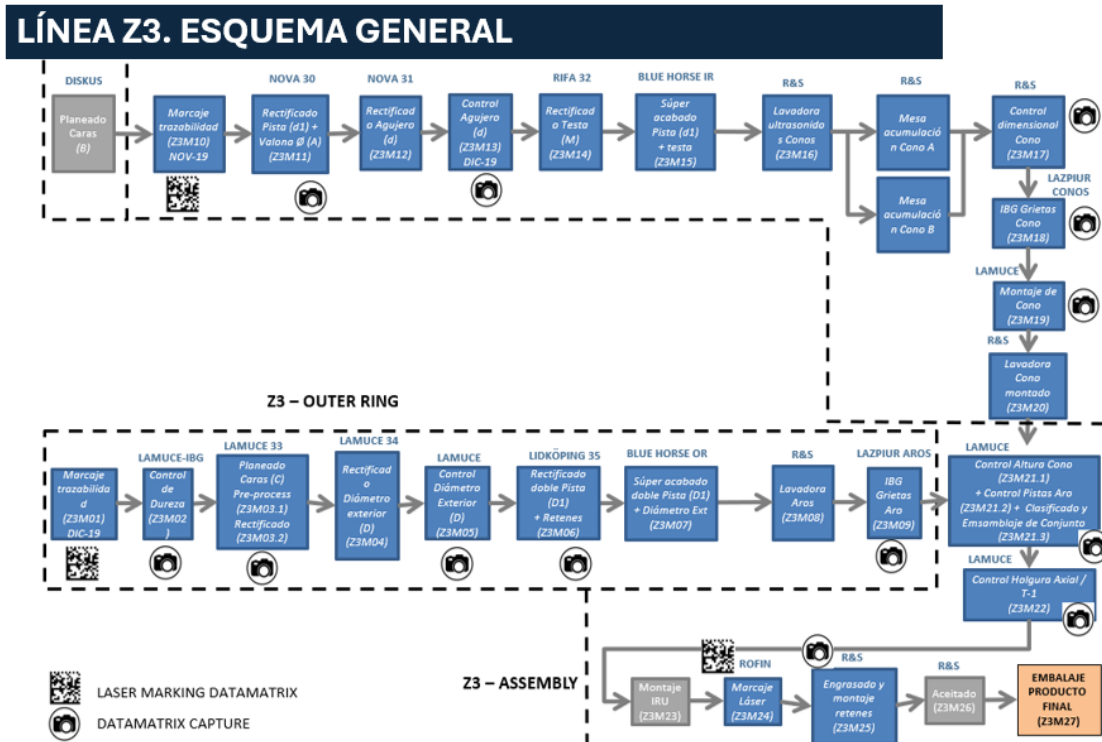 LÍNEA Z3. ESQUEMA GENERAL
DISKUS
Planeado
Caras
(B)
Marcaje
trazabilidad
(Z3M10)
NOV-19
NOVA 30
Rectificado
Pista (d1) +
Valona Ø (A)
(Z3M11)
NOVA 31
Rectificad
o Agujero
(d)
(Z3M12)
Control
Agujero (d)
(Z3M13)
DIC-19
RIFA 32
Rectificad
o Testa
(M)
(Z3M14)
BLUE HORSE IR
Súper
acabado
Pista (d1)
+ testa
(Z3M15)
R&S
Lavadora
ultrasonido
s Conos
(Z3M16)
R&S
Mesa
acumulació
n Cono A
Mesa
acumulació
n Cono B
R&S
Control
dimensional
Cono
(Z3M17)
LAZPIUR
CONOS
IBG Grietas
Cono
(Z3M18)
LAMUCE
Montaje de
Cono
(Z3M19)
R&S
Lavadora
Cono
montado
(Z3M20)
Z3 – OUTER RING
Marcaje
trazabilida
d
(Z3M01)
DIC-19
LAMUCE-IBG
Control
de
Dureza
(Z3M02
)
LAMUCE 33
Planeado
Caras (C)
Pre-process
(Z3M03.1)
Rectificado
(Z3M03.2)
LAMUCE 34
Rectificad
o
Diámetro
exterior (D)
(Z3M04)
LAMUCE
Control
Diámetro
Exterior
(D)
(Z3M05)
LIDKÖPING 35
Rectificado
doble Pista
(D1)
+ Retenes
(Z3M06)
BLUE HORSE OR
Súper acabado
doble Pista (D1)
+ Diámetro Ext
(Z3M07)
R&S
Lavadora
Aros
(Z3M08)
LAZPIUR AROS
IBG
Grietas
Aro
(Z3M09)
LAMUCE
Control Altura Cono
(Z3M21.1)
+ Control Pistas Aro
(Z3M21.2) + Clasificado y
Emsamblaje de Conjunto
(Z3M21.3)
LAMUCE
Control Holgura Axial /
T-1
(Z3M22)
Z3 – ASSEMBLY
Montaje
IRU
(Z3M23)
ROFIN
Marcaje
Láser
(Z3M24)
R&S
Engrasado y
montaje
retenes
(Z3M25)
R&S
Aceitado
(Z3M26)
EMBALAJE
PRODUCTO
FINAL
(Z3M27)
LASER MARKING DATAMATRIX
DATAMATRIX CAPTURE